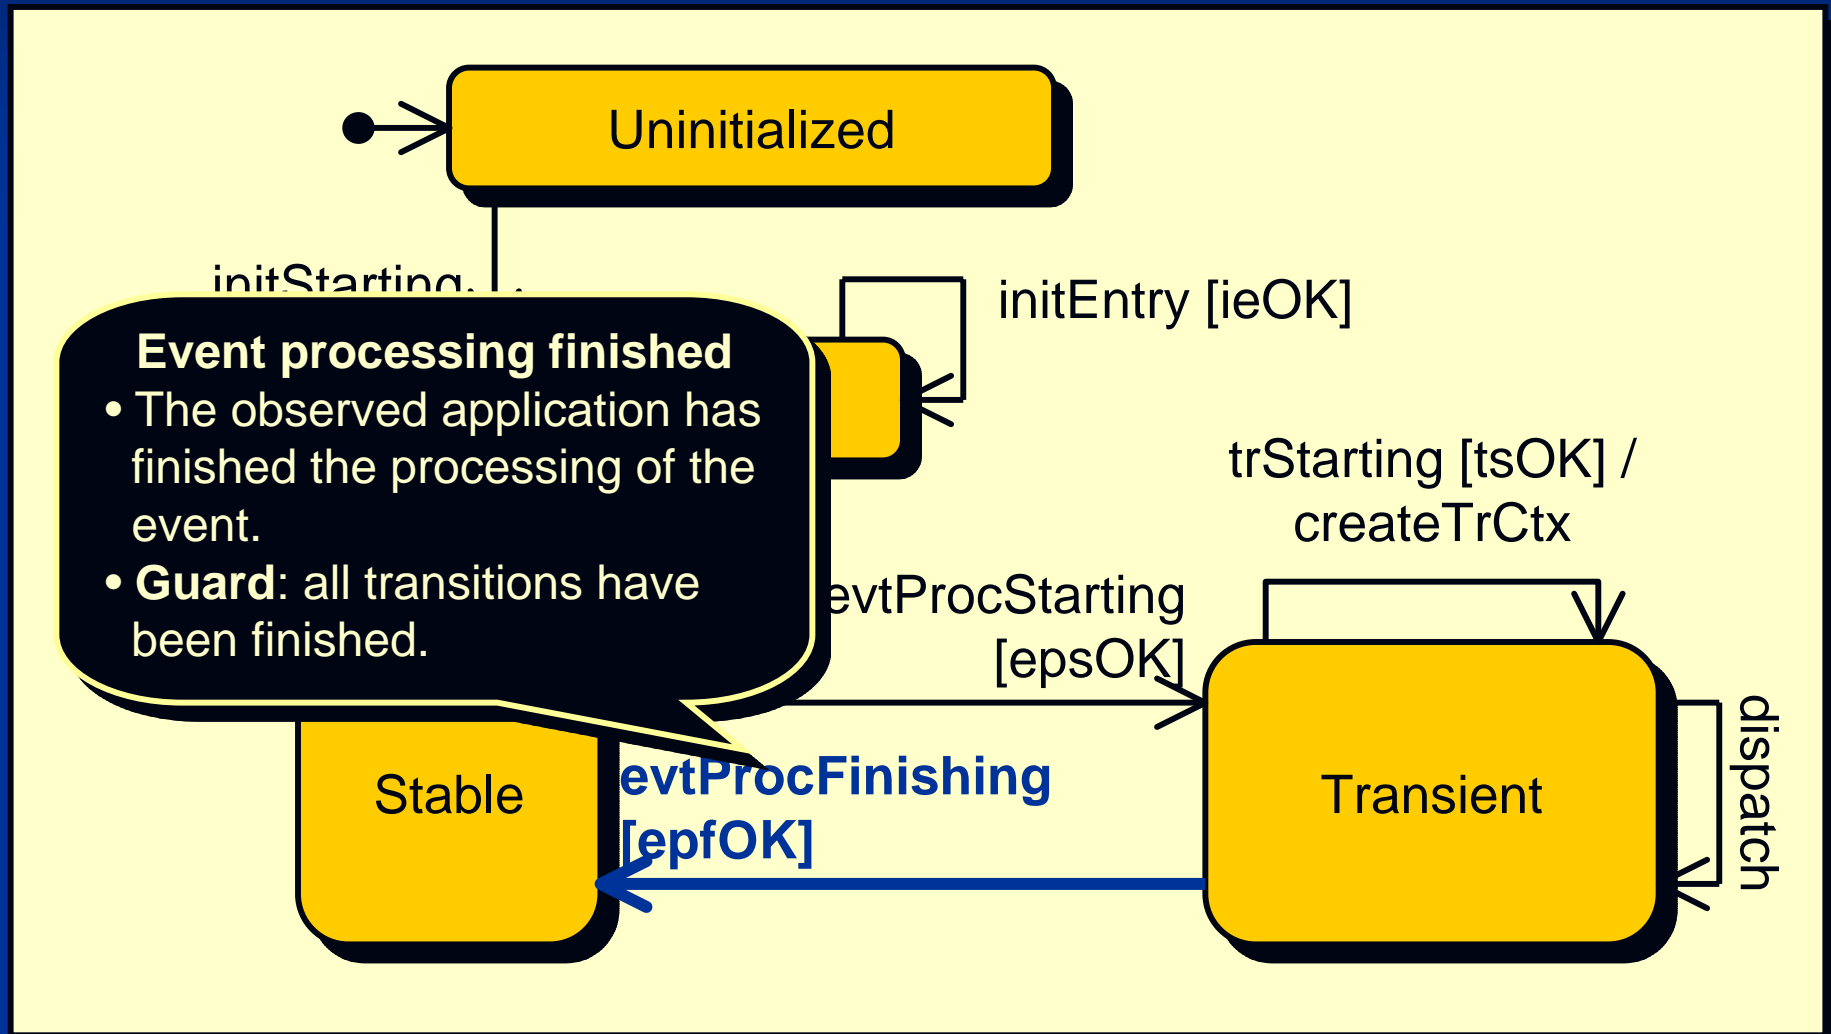 Uninitialized
initStarting
initEntry [ieOK]
Event processing finished
• The observed application has
finished the processing of the
event.
• Guard: all transitions have
been finished.
trStarting [tsOK] /
createTrCtx
evtProcStarting
[epsOK]
Stable
evtProcFinishing
[epfOK]
Transient
dispatch